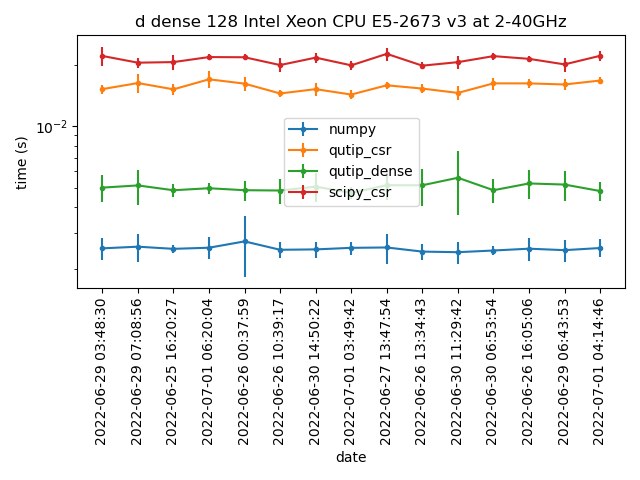 d dense 128 Intel Xeon CPU E5-2673 v3 at 2-40GHz
time (s)
10⁻²
numpy
qutip_csr
qutip_dense
scipy_csr
2022-06-29 03:48:30
2022-06-29 07:08:56
2022-06-25 16:20:27
2022-07-01 06:20:04
2022-06-26 00:37:59
2022-06-26 10:39:17
2022-06-30 14:50:22
2022-07-01 03:49:42
2022-06-27 13:47:54
2022-06-26 13:34:43
2022-06-30 11:29:42
2022-06-30 06:53:54
2022-06-26 16:05:06
2022-06-29 06:43:53
2022-07-01 04:14:46
date